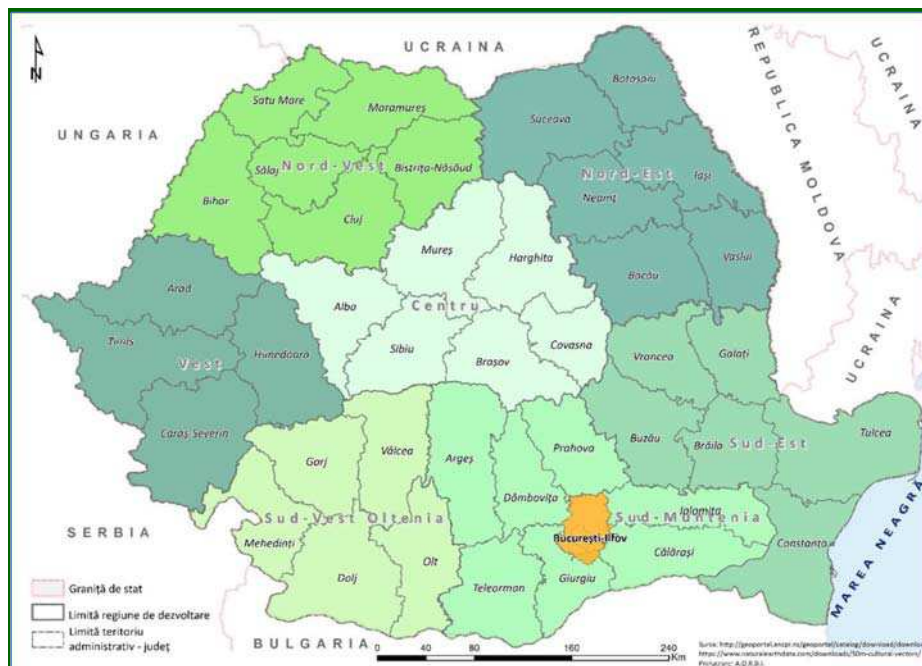 UCRAINA
N
UNGARIA
REPUBLICA MOLDOVA
UCRAINA
Satu Mare
Maramureș
Botoșani
Suceava
Sălaj
Nord-Vest
Bistrița-Năsăud
Nord-Est
Iași
Bihor
Cluj
Neamț
Mureș
Harghita
Bacău
Vaslui
Arad
Alba
Centru
Timiș
Vest
Hunedoara
Sibiu
Brașov
Covasna
Vrancea
Galați
UCRAINA
Caraș Severin
Gorj
Vâlcea
Argeș
Prahova
Buzău
Brăila
Sud-Est
Tulcea
Dâmbovița
Sud-Vest Oltenia
Sud-Muntenia
Ialomița
SERBIA
Mehedinți
Olt
București-Ilfov
Călărași
Constanța
MAREA NEAGRĂ
Dolj
Teleorman
Giurgiu
Graniță de stat
Limită regiune de dezvoltare
Limită teritoriu
administrativ - județ
BULGARIA
0 40 80 160 240
Km